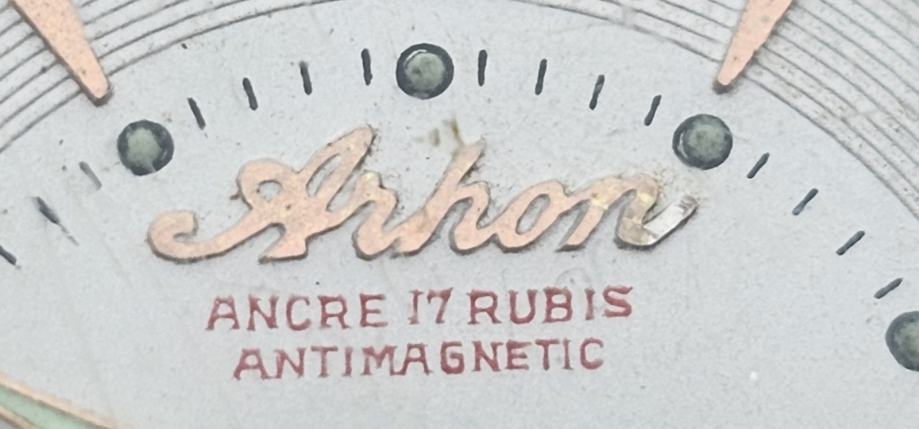 Arhon
ANCRE 17 RUBIS
ANTIMAGNETIC